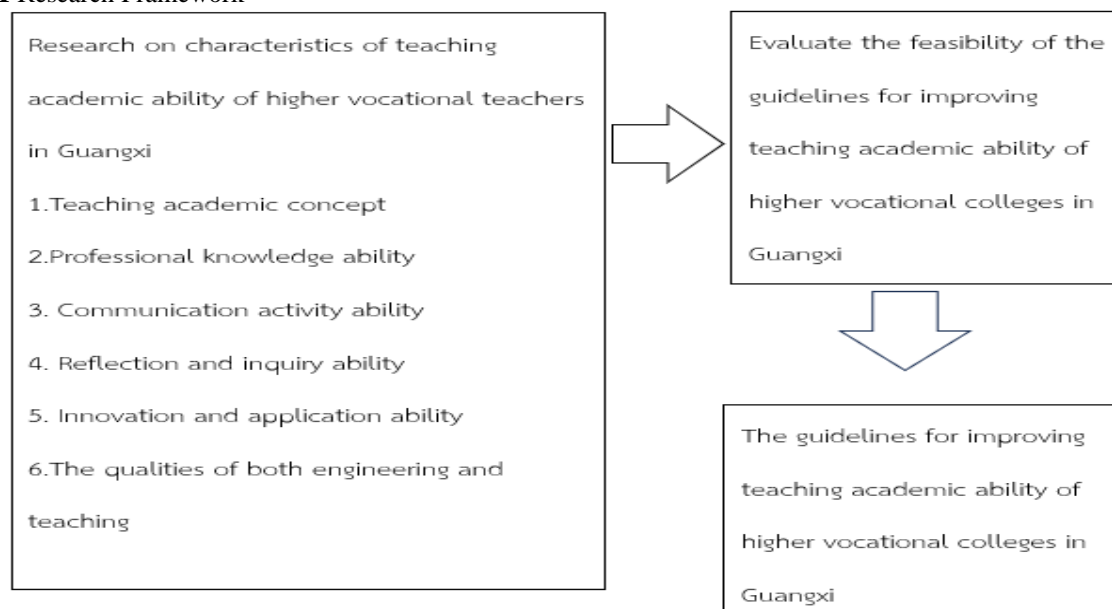 Research Framework
Research on characteristics of teaching
academic ability of higher vocational teachers
in Guangxi
1.Teaching academic concept
2.Professional knowledge ability
3. Communication activity ability
4. Reflection and inquiry ability
5. Innovation and application ability
6.The qualities of both engineering and
teaching
Evaluate the feasibility of the
guidelines for improving
teaching academic ability of
higher vocational colleges in
Guangxi
The guidelines for improving
teaching academic ability of
higher vocational colleges in
Guangxi